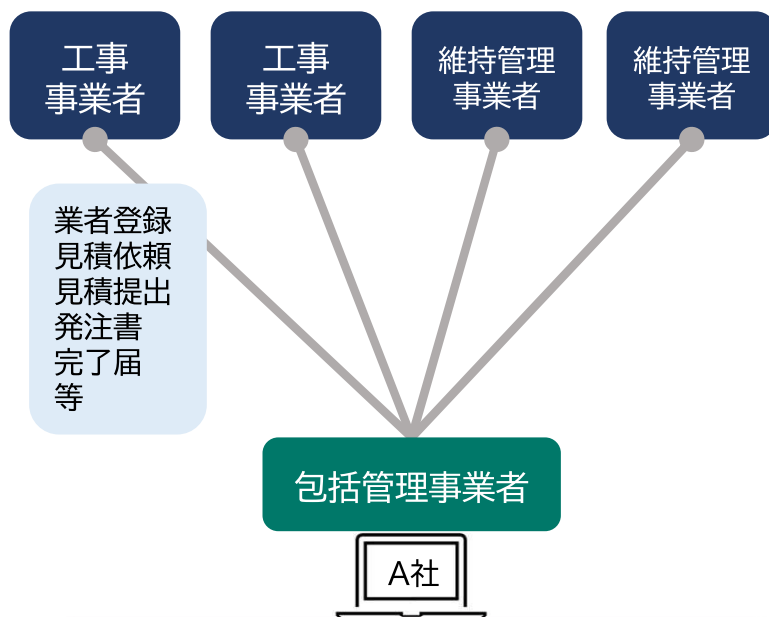 工事
事業者
工事
事業者
維持管理
事業者
維持管理
事業者
業者登録
見積依頼
見積提出
発注書
完了届
等
包括管理事業者
A社